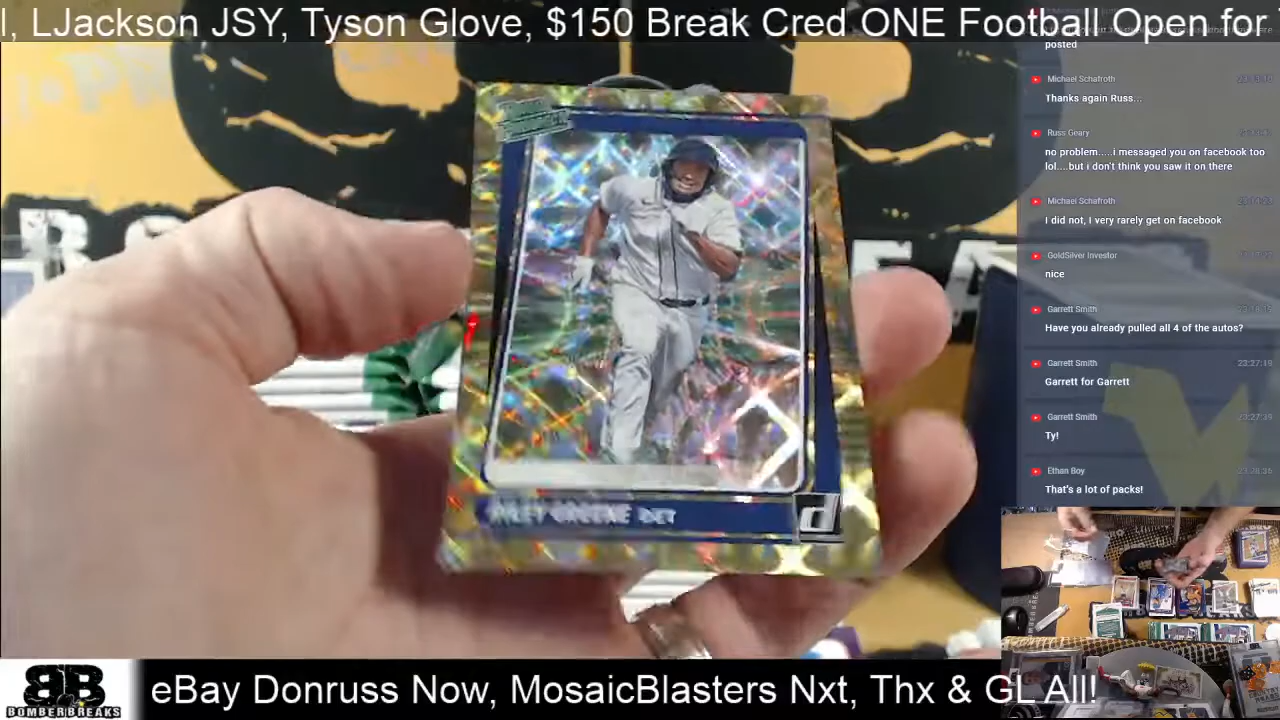 l, LJackson JSY, Tyson Glove, $150 Break Cred ONE Football Open for
posted
Michael Schafroth
Thanks again Russ...
Russ Geary
no problem.... i messaged you on facebook too
lol....but i don't think you saw it on there
Michael Schafroth
I did not, I very rarely get on facebook
GoldSilver Investor
nice
Garrett Smith
Have you already pulled all 4 of the autos?
Garrett Smith 23:27:19
Garrett for Garrett
Garrett Smith
Ty!
Ethan Boy
That's a lot of packs!
RILEY GREENE DET
d
BB
BOMBERBREAKS
eBay Donruss Now, MosaicBlasters Nxt, Thx & GL All!